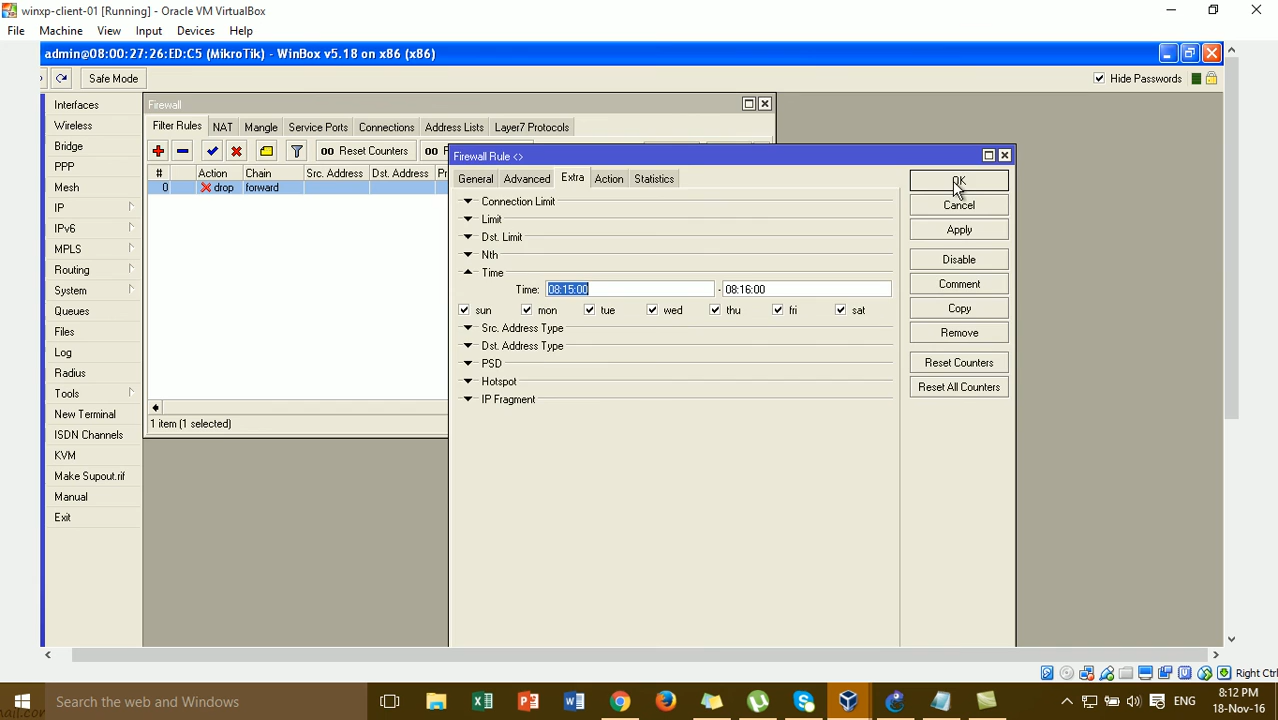 winxp-client-01 [Running] - Oracle VM VirtualBox
File Machine View Input Devices Help
admin@08:00:27:26:ED:C5 (MikroTik) - WinBox v5.18 on x86 (x86)
Safe Mode
Hide Passwords
Interfaces
Wireless
Bridge
PPP
Mesh
IP
IPv6
MPLS
Routing
System
Queues
Files
Log
Radius
Tools
New Terminal
ISDN Channels
KVM
Make Supout.rif
Manual
Exit
Firewall
Filter Rules NAT Mangle Service Ports Connections Address Lists Layer7 Protocols
00 Reset Counters 00
# Action Chain Src. Address Dst. Address
0 drop forward
1 item (1 selected)
Firewall Rule <>
General Advanced Extra Action Statistics
Connection Limit
Limit
Dst. Limit
Nth
Time
Time: 08:15:00 - 08:16:00
sun mon tue wed thu fri sat
Src. Address Type
Dst. Address Type
PSD
Hotspot
IP Fragment
OK
Cancel
Apply
Disable
Comment
Copy
Remove
Reset Counters
Reset All Counters
Right Ctrl
Search the web and Windows
ENG
8:12 PM
18-Nov-16